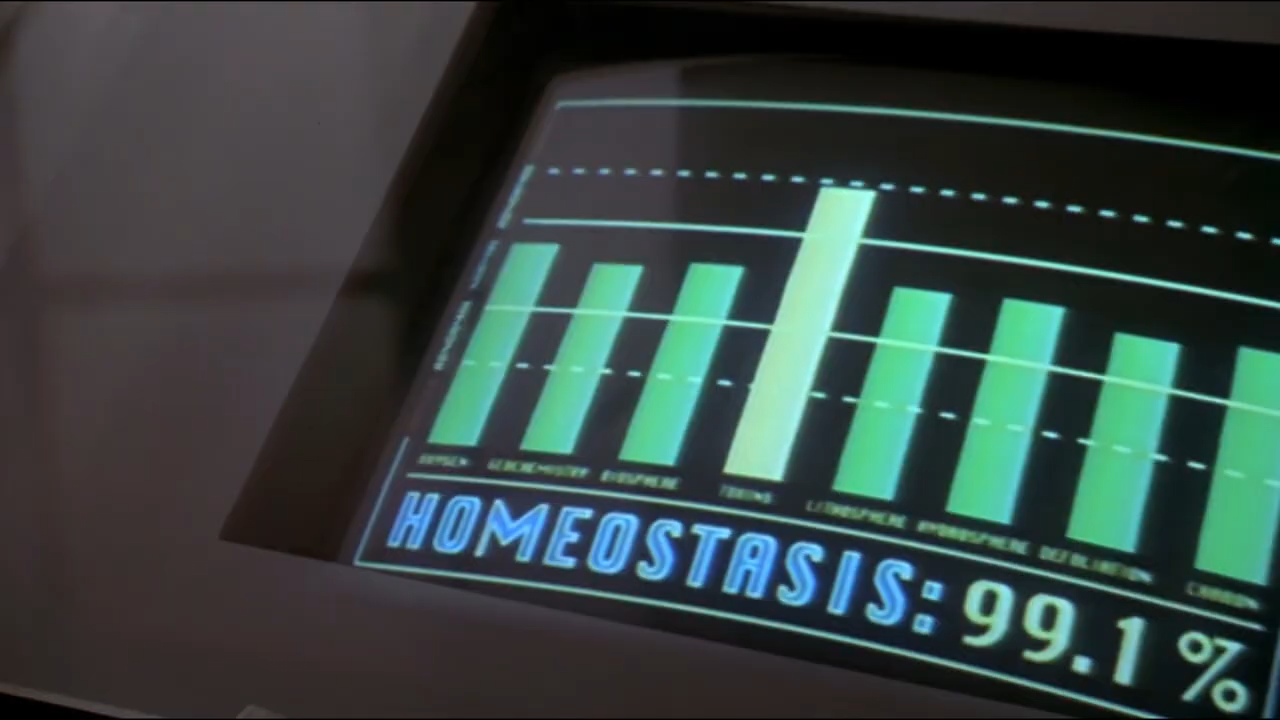 OXYGEN GEOCHEMISTRY BIOSPHERE TOXINS LITHOSPHERE HYDROSPHERE DEFOLIATION CARBON
HOMEOSTASIS: 99.1 %